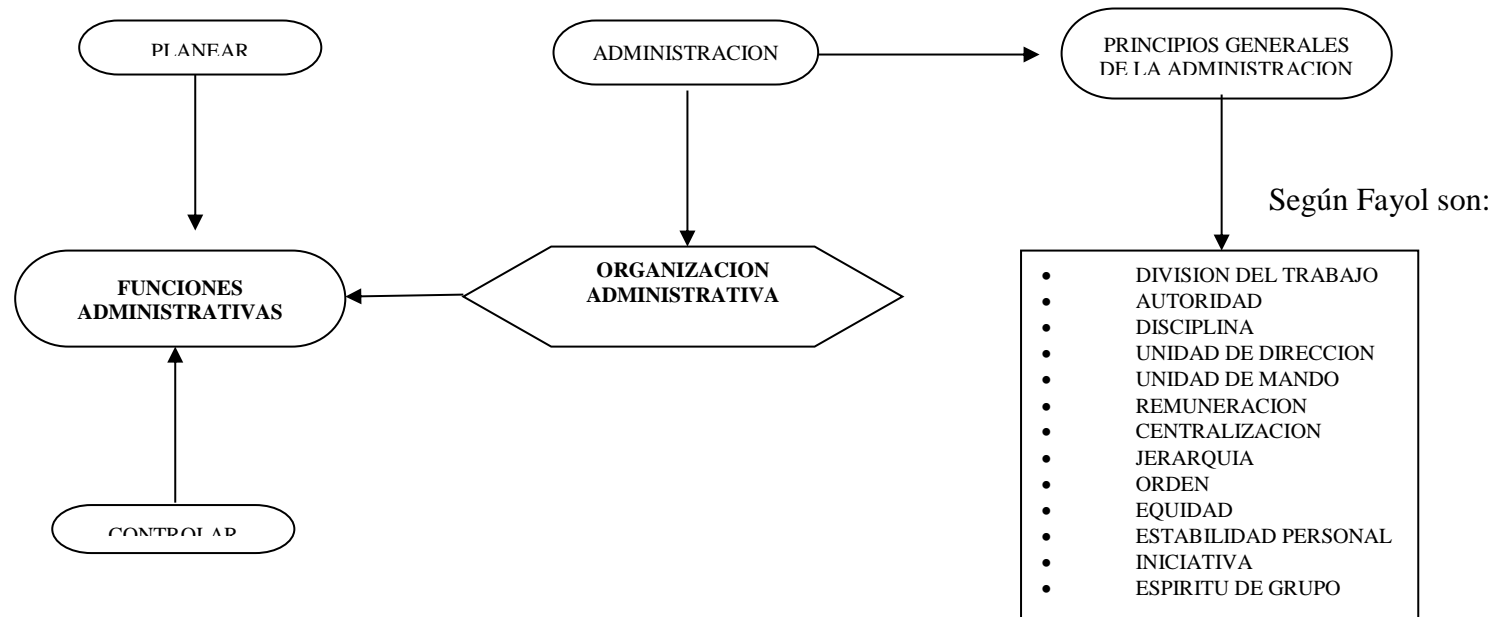 PLANEAR
ADMINISTRACION
PRINCIPIOS GENERALES
DE LA ADMINISTRACION
Según Fayol son:
FUNCIONES
ADMINISTRATIVAS
ORGANIZACION
ADMINISTRATIVA
• DIVISION DEL TRABAJO
• AUTORIDAD
• DISCIPLINA
• UNIDAD DE DIRECCION
• UNIDAD DE MANDO
• REMUNERACION
• CENTRALIZACION
• JERARQUIA
• ORDEN
• EQUIDAD
• ESTABILIDAD PERSONAL
• INICIATIVA
• ESPIRITU DE GRUPO
CONTROLAR